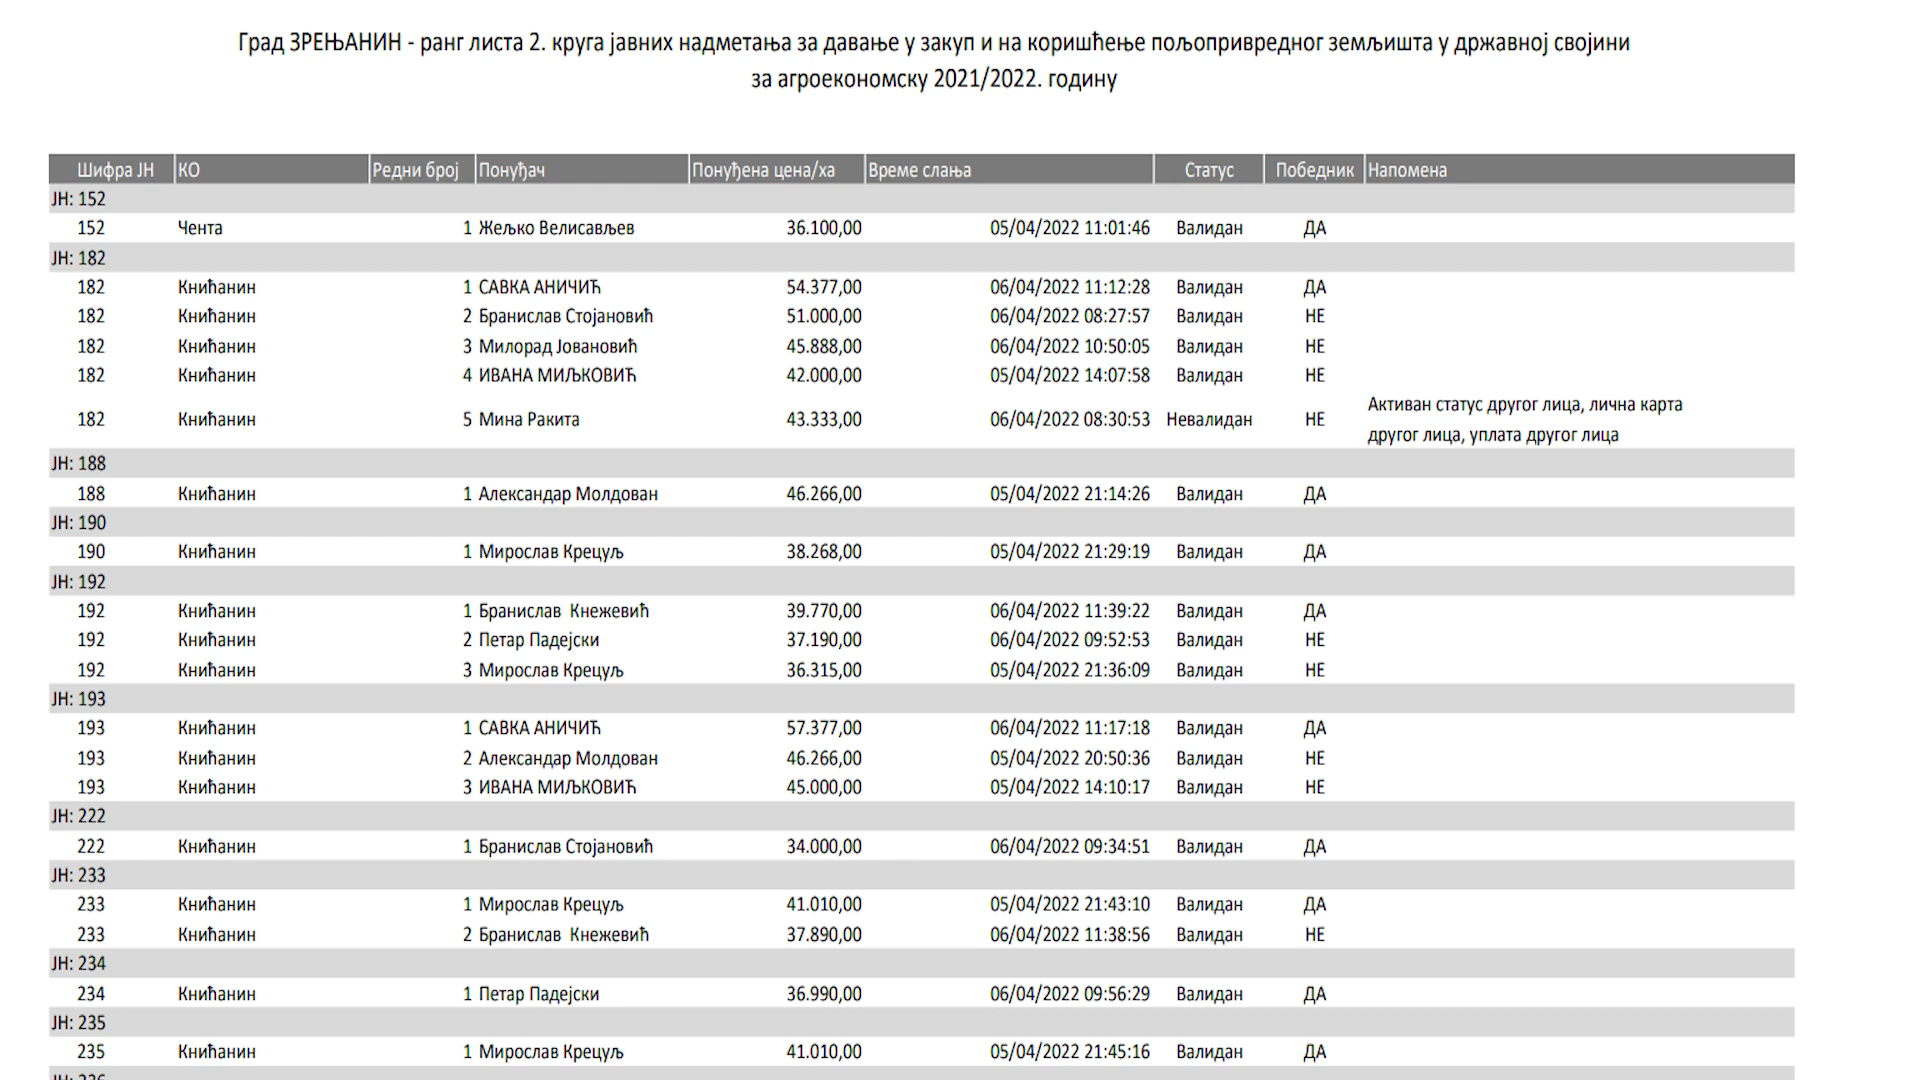 Град ЗРЕЊАНИН - ранг листа 2. круга јавних надметања за давање у закуп и на коришћење пољопривредног земљишта у државној својини
за агроекономску 2021/2022. годину
Шифра ЈН КО Редни број Понуђач Понуђена цена/ха Време слања Статус Победник Напомена
ЈН: 152
152 Чента 1 Жељко Велисављев 36.100,00 05/04/2022 11:01:46 Валидан ДА
ЈН: 182
182 Книћанин 1 САВКА АНИЧИЋ 54.377,00 06/04/2022 11:12:28 Валидан ДА
182 Книћанин 2 Бранислав Стојановић 51.000,00 06/04/2022 08:27:57 Валидан НЕ
182 Книћанин 3 Милорад Јовановић 45.888,00 06/04/2022 10:50:05 Валидан НЕ
182 Книћанин 4 ИВАНА МИЉКОВИЋ 42.000,00 05/04/2022 14:07:58 Валидан НЕ
182 Книћанин 5 Мина Ракита 43.333,00 06/04/2022 08:30:53 Невалидан НЕ Активан статус другог лица, лична карта
другог лица, уплата другог лица
ЈН: 188
188 Книћанин 1 Александар Молдован 46.266,00 05/04/2022 21:14:26 Валидан ДА
ЈН: 190
190 Книћанин 1 Мирослав Крецуљ 38.268,00 05/04/2022 21:29:19 Валидан ДА
ЈН: 192
192 Книћанин 1 Бранислав Кнежевић 39.770,00 06/04/2022 11:39:22 Валидан ДА
192 Книћанин 2 Петар Падејски 37.190,00 06/04/2022 09:52:53 Валидан НЕ
192 Книћанин 3 Мирослав Крецуљ 36.315,00 05/04/2022 21:36:09 Валидан НЕ
ЈН: 193
193 Книћанин 1 САВКА АНИЧИЋ 57.377,00 06/04/2022 11:17:18 Валидан ДА
193 Книћанин 2 Александар Молдован 46.266,00 05/04/2022 20:50:36 Валидан НЕ
193 Книћанин 3 ИВАНА МИЉКОВИЋ 45.000,00 05/04/2022 14:10:17 Валидан НЕ
ЈН: 222
222 Книћанин 1 Бранислав Стојановић 34.000,00 06/04/2022 09:34:51 Валидан ДА
ЈН: 233
233 Книћанин 1 Мирослав Крецуљ 41.010,00 05/04/2022 21:43:10 Валидан ДА
233 Книћанин 2 Бранислав Кнежевић 37.890,00 06/04/2022 11:38:56 Валидан НЕ
ЈН: 234
234 Книћанин 1 Петар Падејски 36.990,00 06/04/2022 09:56:29 Валидан ДА
ЈН: 235
235 Книћанин 1 Мирослав Крецуљ 41.010,00 05/04/2022 21:45:16 Валидан ДА